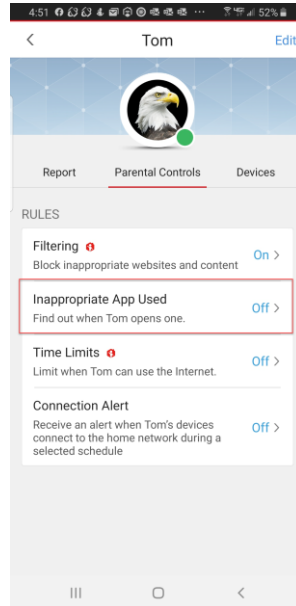 4:51 52%
Tom Edit
Report Parental Controls Devices
RULES
Filtering
Block inappropriate websites and content
On >
Inappropriate App Used
Find out when Tom opens one.
Off >
Time Limits
Limit when Tom can use the Internet.
Off >
Connection Alert
Receive an alert when Tom's devices
connect to the home network during a
selected schedule
Off >